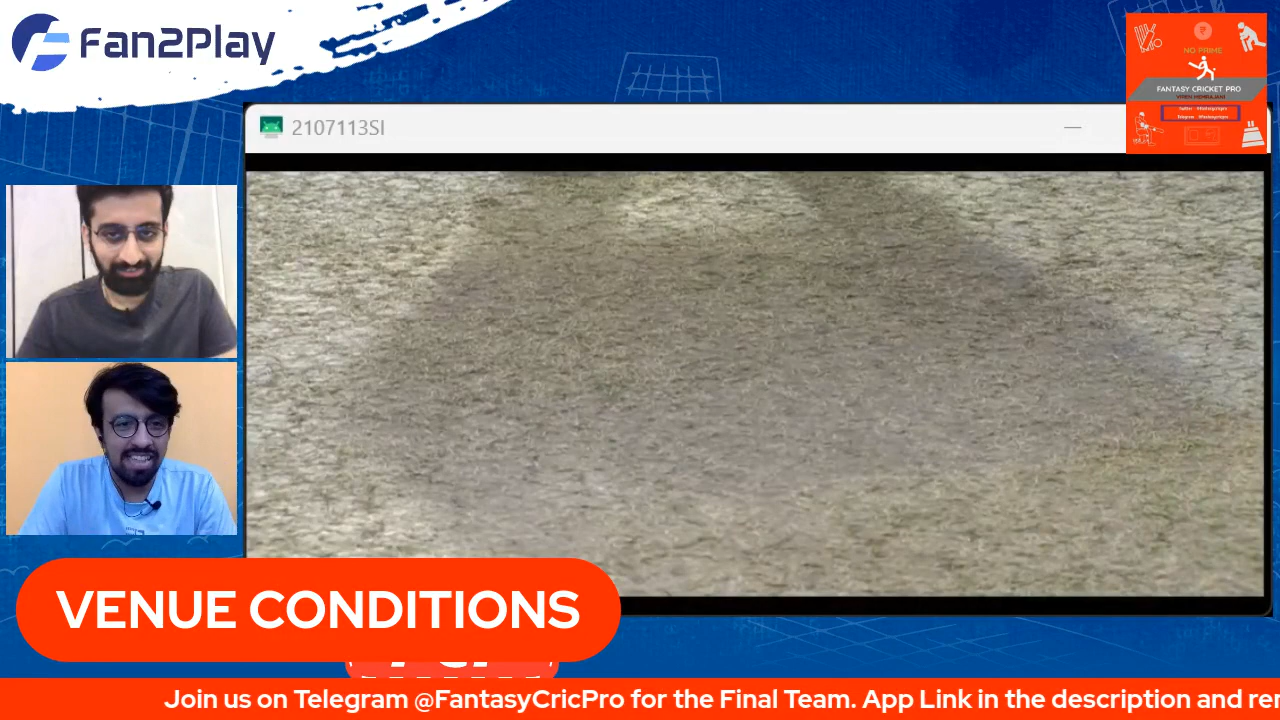 Fan2Play
NO PRIME
FANTASY CRICKET PRO
2107113SI
VENUE CONDITIONS
Join us on Telegram @FantasyCricPro for the Final Team. App Link in the description and rer